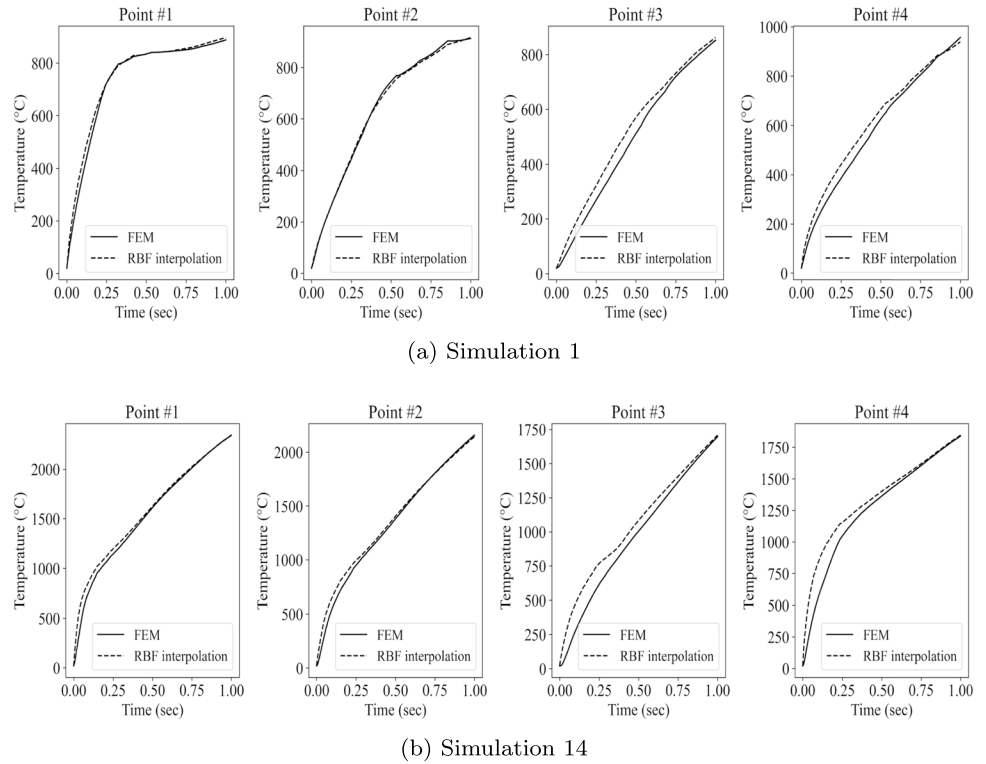 Point #1
Point #2
Point #3
Point #4
Temperature (°C)
800
600
400
200
0
FEM
RBF interpolation
0.00 0.25 0.50 0.75 1.00
Time (sec)
Temperature (°C)
800
600
400
200
0
FEM
RBF interpolation
0.00 0.25 0.50 0.75 1.00
Time (sec)
Temperature (°C)
800
600
400
200
0
FEM
RBF interpolation
0.00 0.25 0.50 0.75 1.00
Time (sec)
Temperature (°C)
1000
800
600
400
200
0
FEM
RBF interpolation
0.00 0.25 0.50 0.75 1.00
Time (sec)
(a) Simulation 1
Point #1
Point #2
Point #3
Point #4
Temperature (°C)
2000
1500
1000
500
0
FEM
RBF interpolation
0.00 0.25 0.50 0.75 1.00
Time (sec)
Temperature (°C)
2000
1500
1000
500
0
FEM
RBF interpolation
0.00 0.25 0.50 0.75 1.00
Time (sec)
Temperature (°C)
1750
1500
1250
1000
750
500
250
0
FEM
RBF interpolation
0.00 0.25 0.50 0.75 1.00
Time (sec)
Temperature (°C)
1750
1500
1250
1000
750
500
250
0
FEM
RBF interpolation
0.00 0.25 0.50 0.75 1.00
Time (sec)
(b) Simulation 14